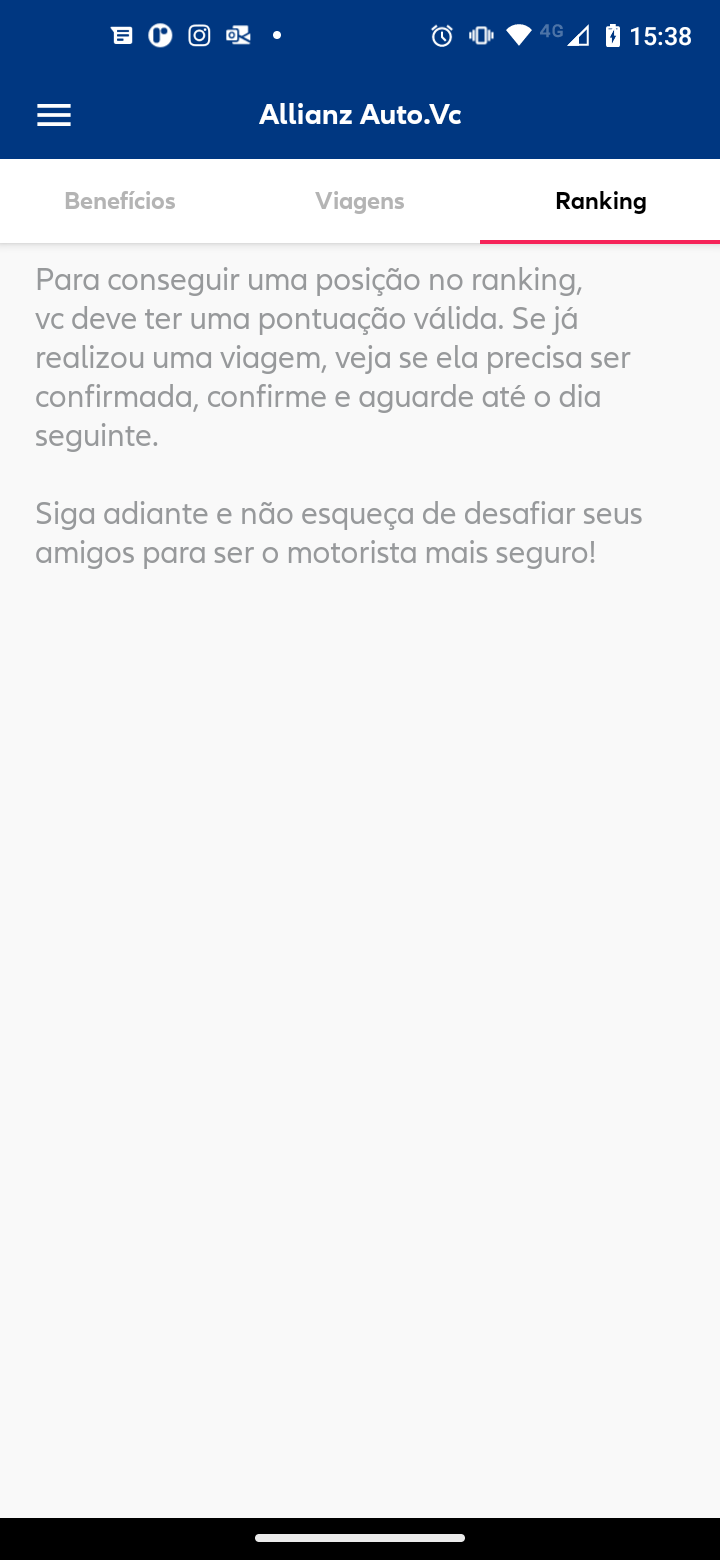 4G 15:38
Allianz Auto.Vc
Benefícios Viagens Ranking
Para conseguir uma posição no ranking,
vc deve ter uma pontuação válida. Se já
realizou uma viagem, veja se ela precisa ser
confirmada, confirme e aguarde até o dia
seguinte.
Siga adiante e não esqueça de desafiar seus
amigos para ser o motorista mais seguro!